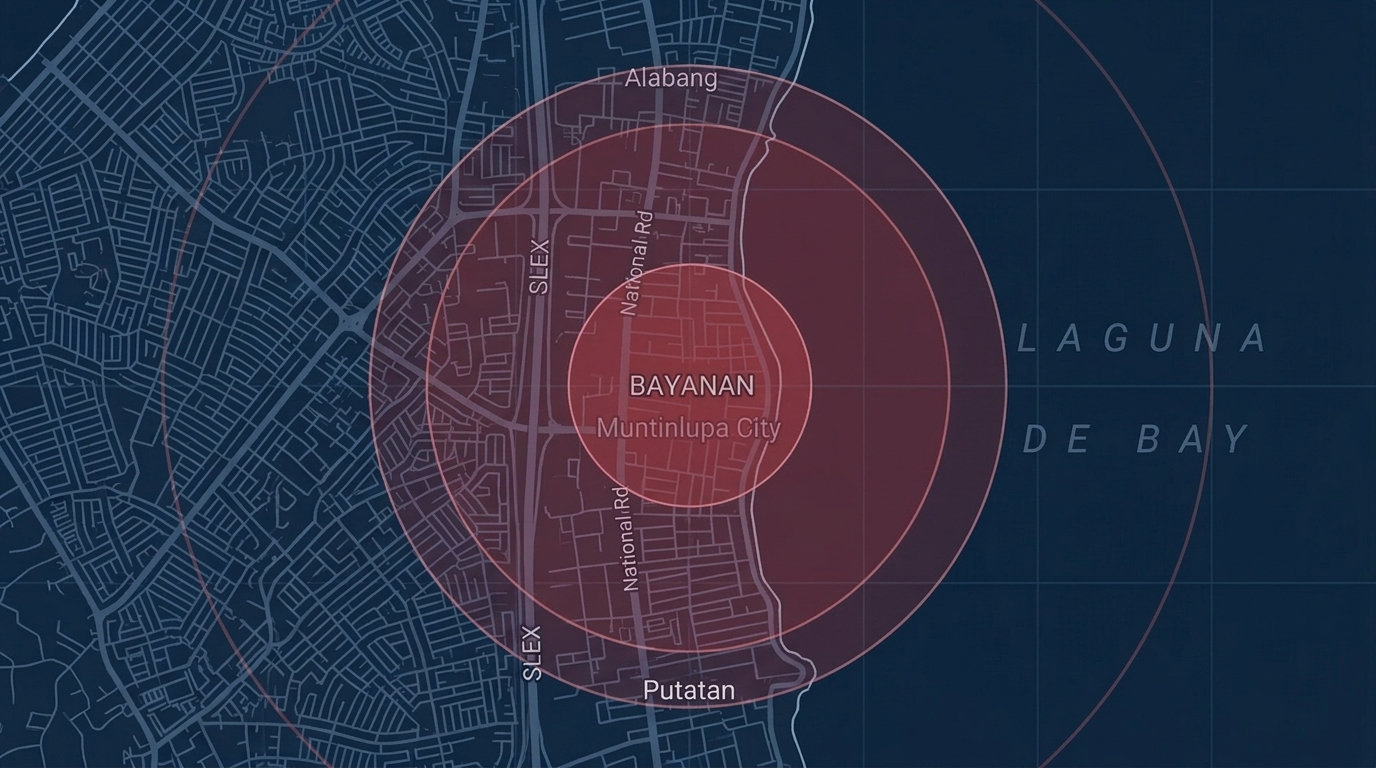 Alabang
National Rd
SLEX
LAGUNA
BAYANAN
Muntinlupa City
DE BAY
National Rd
SLEX
Putatan